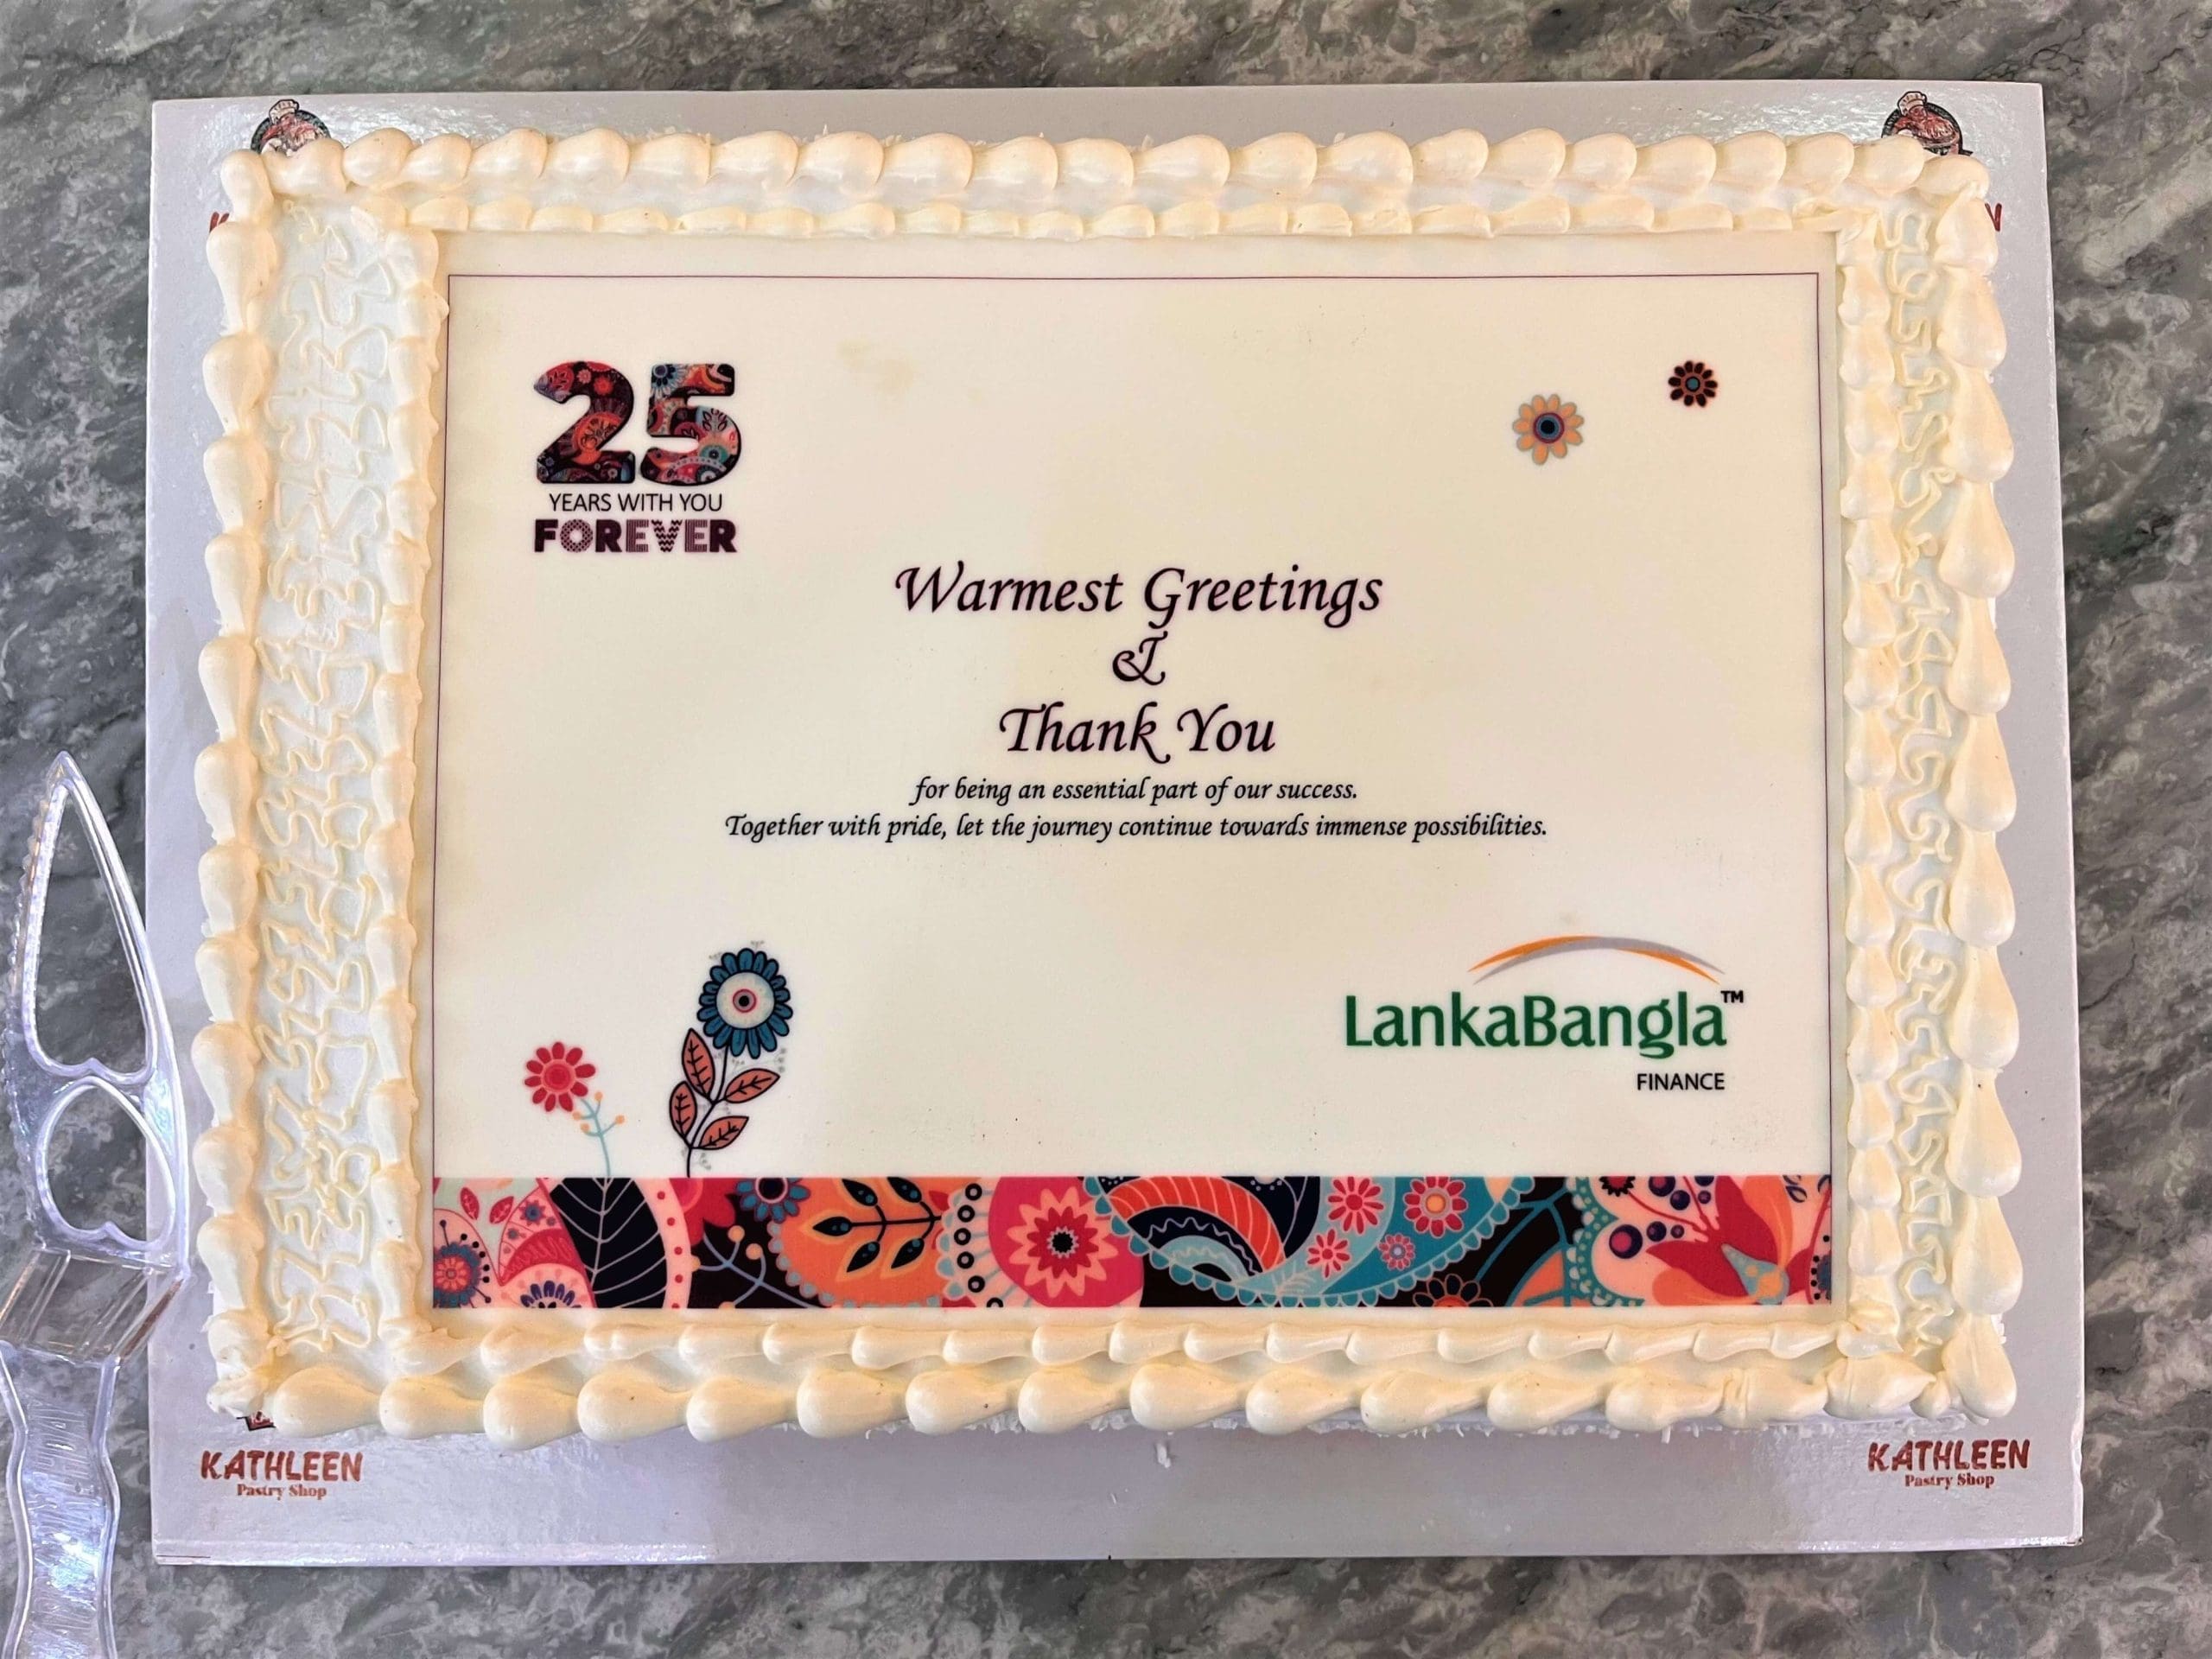 25
YEARS WITH YOU
FOREVER
Warmest Greetings
&
Thank You
for being an essential part of our success.
Together with pride, let the journey continue towards immense possibilities.
LankaBangla™
FINANCE
KATHLEEN
Pastry Shop
KATHLEEN
Pastry Shop